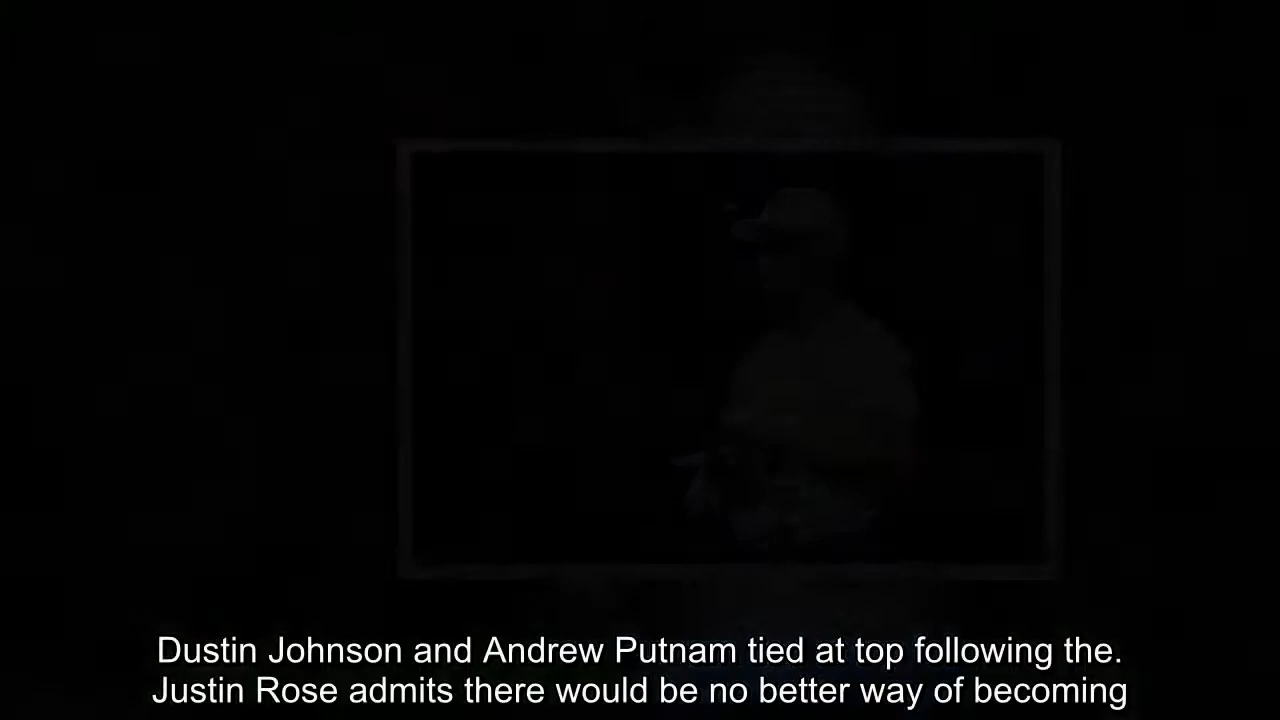 Dustin Johnson and Andrew Putnam tied at top following the.
Justin Rose admits there would be no better way of becoming